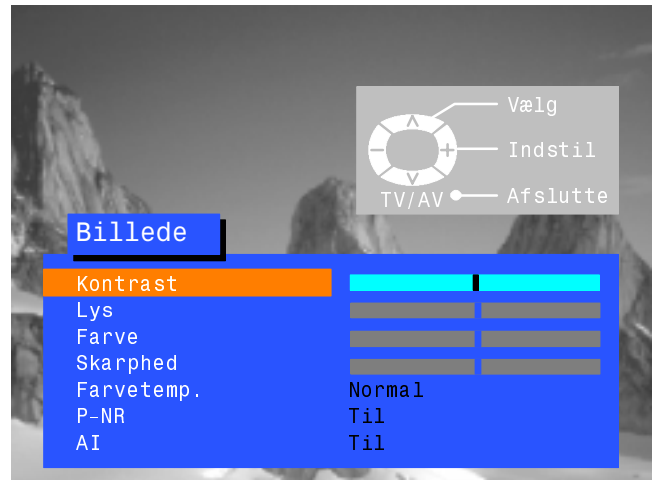 Vælg
Indstil
TV/AV Afslutte
Billede
Kontrast
Lys
Farve
Skarphed
Farvetemp. Normal
P-NR Til
AI Til